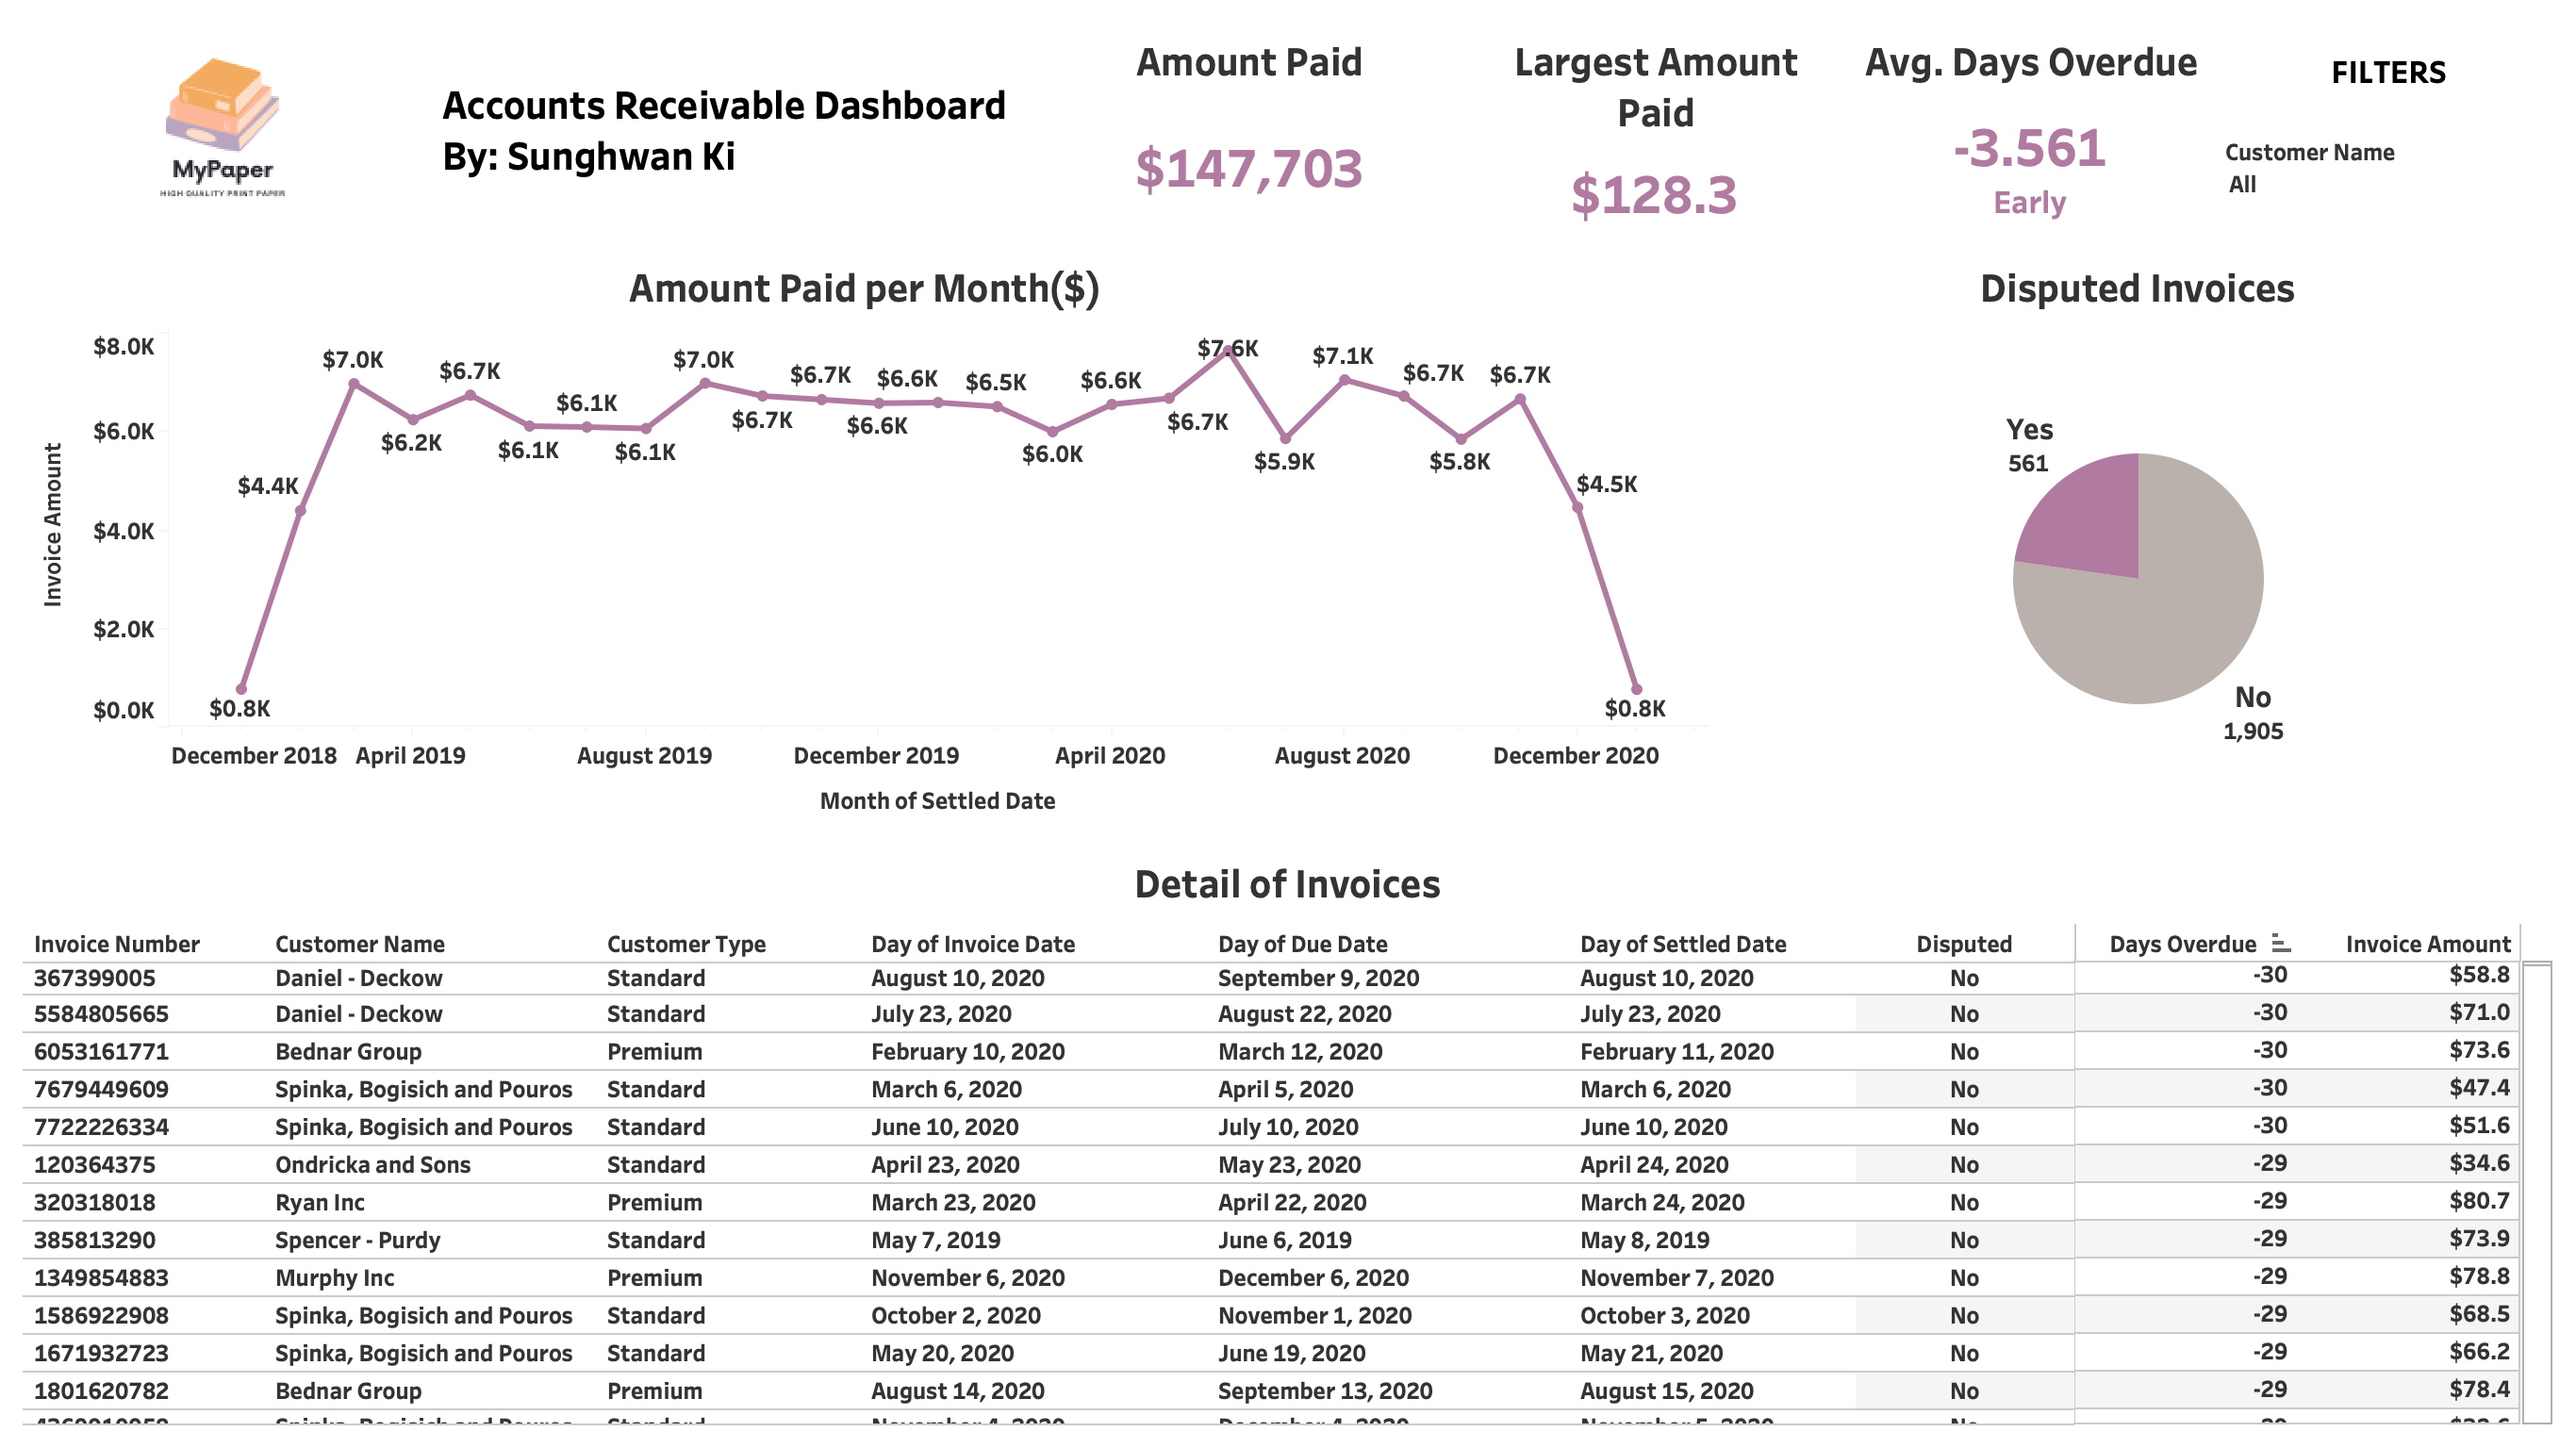 MyPaper
HIGH QUALITY PRINT PAPER
Accounts Receivable Dashboard
By: Sunghwan Ki
Amount Paid
$147,703
Largest Amount
Paid
$128.3
Avg. Days Overdue
-3.561
Early
FILTERS
Customer Name
All
Amount Paid per Month($)
Invoice Amount
$8.0K
$6.0K
$4.0K
$2.0K
$0.0K
$0.8K
$4.4K
$7.0K
$6.2K
$6.7K
$6.1K
$6.1K
$6.1K
$7.0K
$6.7K
$6.7K
$6.6K
$6.6K
$6.5K
$6.0K
$6.6K
$6.7K
$7.6K
$5.9K
$7.1K
$6.7K
$5.8K
$6.7K
$4.5K
$0.8K
December 2018 April 2019 August 2019 December 2019 April 2020 August 2020 December 2020
Month of Settled Date
Disputed Invoices
Yes
561
No
1,905
Detail of Invoices
Invoice Number Customer Name Customer Type Day of Invoice Date Day of Due Date Day of Settled Date Disputed Days Overdue Invoice Amount
367399005 Daniel - Deckow Standard August 10, 2020 September 9, 2020 August 10, 2020 No -30 $58.8
5584805665 Daniel - Deckow Standard July 23, 2020 August 22, 2020 July 23, 2020 No -30 $71.0
6053161771 Bednar Group Premium February 10, 2020 March 12, 2020 February 11, 2020 No -30 $73.6
7679449609 Spinka, Bogisich and Pouros Standard March 6, 2020 April 5, 2020 March 6, 2020 No -30 $47.4
7722226334 Spinka, Bogisich and Pouros Standard June 10, 2020 July 10, 2020 June 10, 2020 No -30 $51.6
120364375 Ondricka and Sons Standard April 23, 2020 May 23, 2020 April 24, 2020 No -29 $34.6
320318018 Ryan Inc Premium March 23, 2020 April 22, 2020 March 24, 2020 No -29 $80.7
385813290 Spencer - Purdy Standard May 7, 2019 June 6, 2019 May 8, 2019 No -29 $73.9
1349854883 Murphy Inc Premium November 6, 2020 December 6, 2020 November 7, 2020 No -29 $78.8
1586922908 Spinka, Bogisich and Pouros Standard October 2, 2020 November 1, 2020 October 3, 2020 No -29 $68.5
1671932723 Spinka, Bogisich and Pouros Standard May 20, 2020 June 19, 2020 May 21, 2020 No -29 $66.2
1801620782 Bednar Group Premium August 14, 2020 September 13, 2020 August 15, 2020 No -29 $78.4